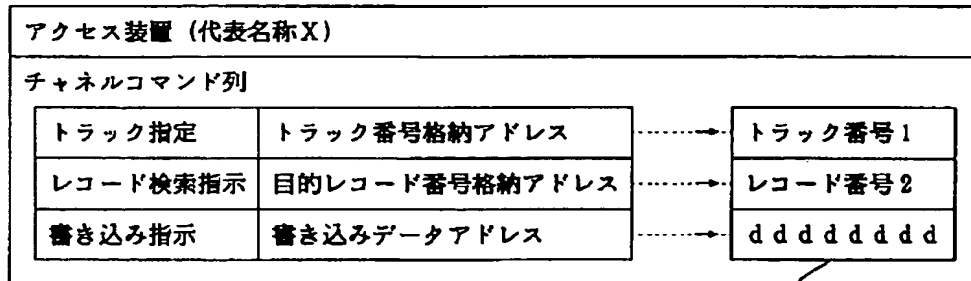 アクセス装置（代表名称X）
チャネルコマンド列
トラック指定 トラック番号格納アドレス トラック番号1
レコード検索指示 目的レコード番号格納アドレス レコード番号2
書き込み指示 書き込みデータアドレス d d d d d d d d